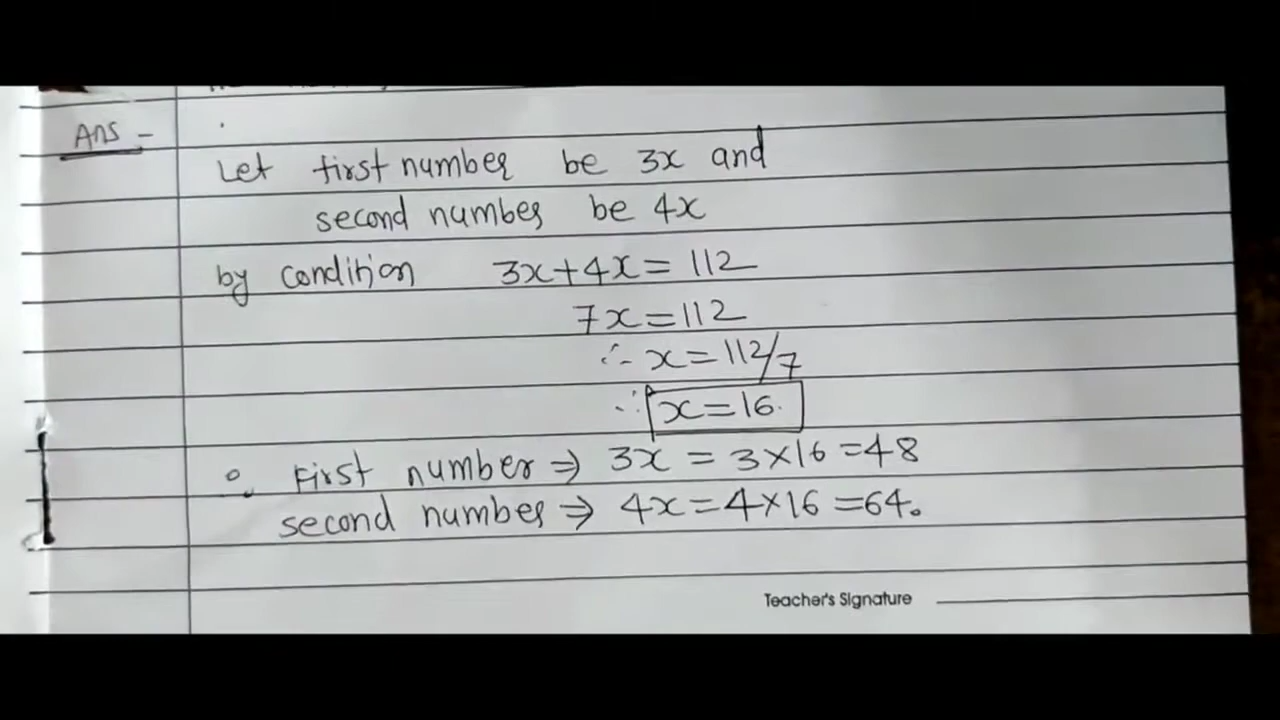 Ans -
Let first number be 3x and
second number be 4x
by condition 3x+4x=112
7x=112
∴ x=112/7
∴ x=16.
∴ First number ⇒ 3x = 3×16=48
second number ⇒ 4x=4×16=64.
Teacher's Signature